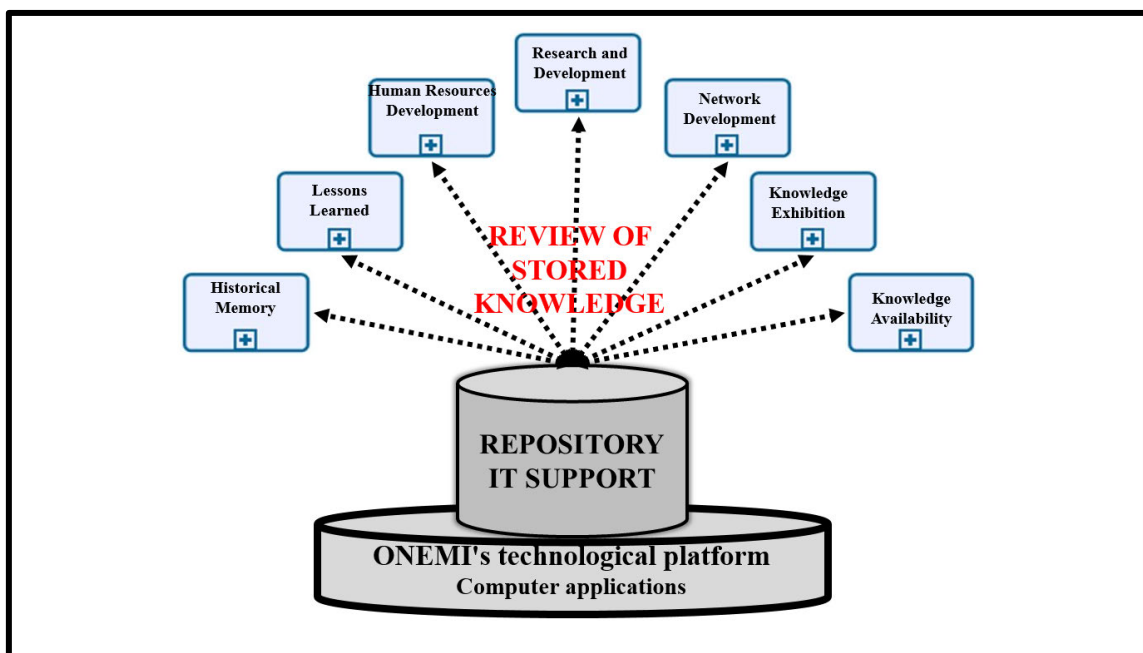 Research and
Development
Human Resources
Development
Network
Development
Lessons
Learned
Knowledge
Exhibition
REVIEW OF
STORED
KNOWLEDGE
Historical
Memory
Knowledge
Availability
REPOSITORY
IT SUPPORT
ONEMI's technological platform
Computer applications